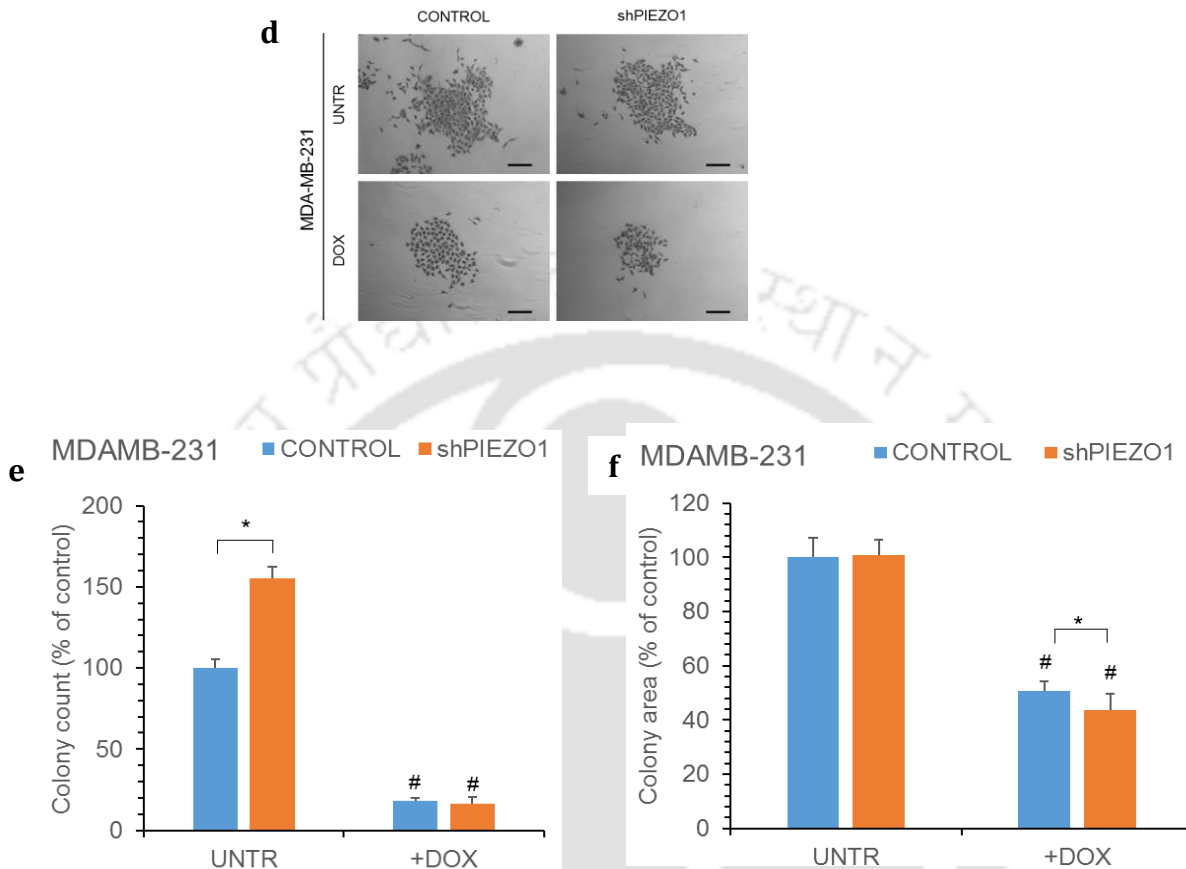 d
CONTROL shPIEZO1
MDA-MB-231
UNTR
DOX
e
MDAMB-231 CONTROL shPIEZO1
Colony count (% of control)
200
150
100
50
0
*
# #
UNTR +DOX
f
MDAMB-231 CONTROL shPIEZO1
Colony area (% of control)
120
100
80
60
40
20
0
*
# #
UNTR +DOX